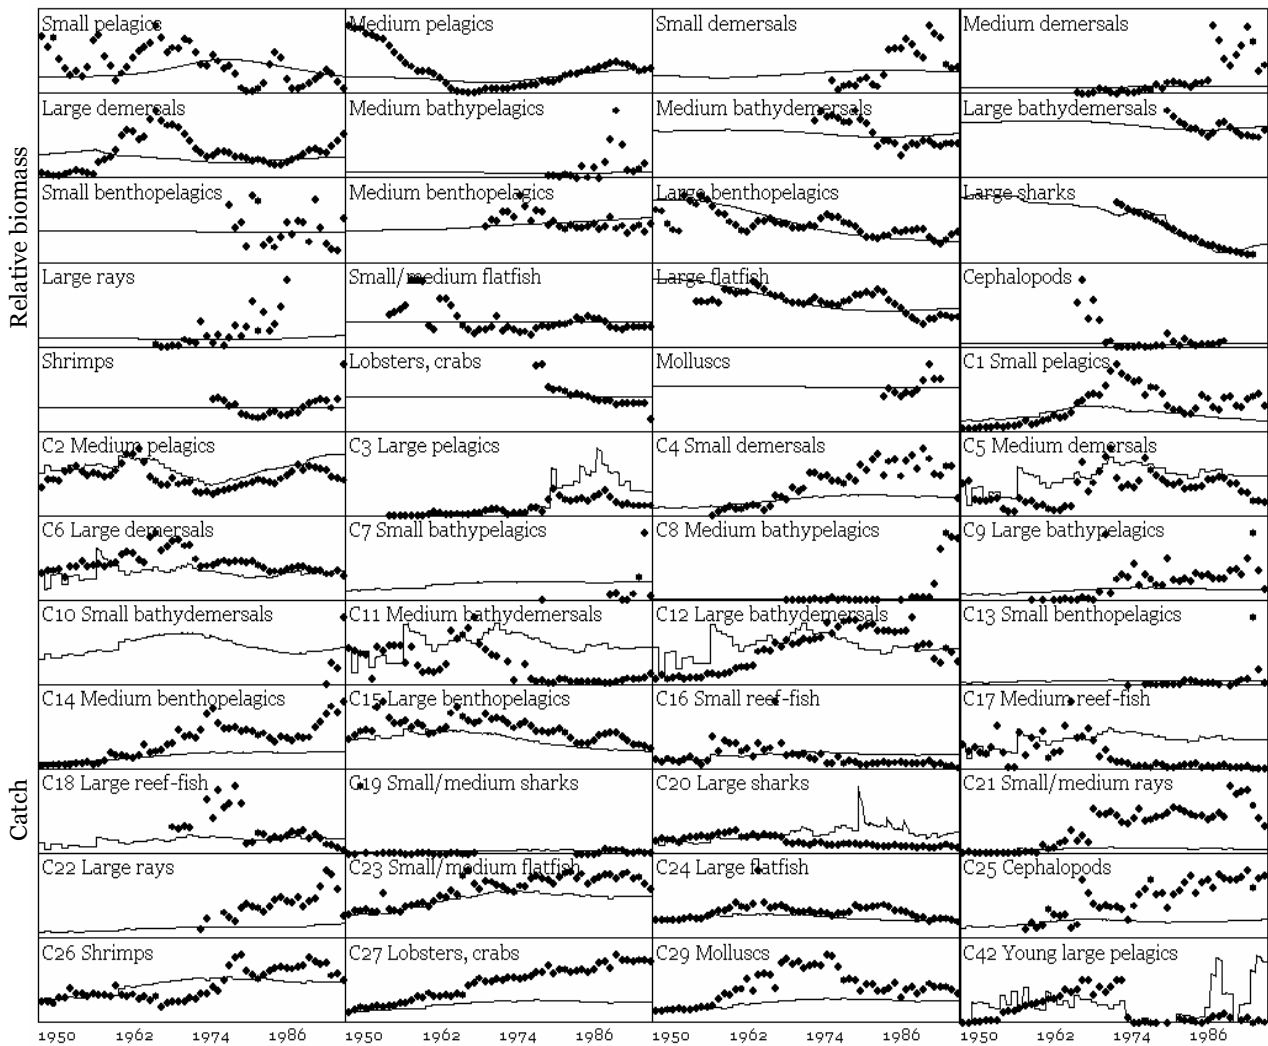 Small pelagics
Medium pelagics
Small demersals
Medium demersals
Large demersals
Medium bathypelagics
Medium bathydemersals
Large bathydemersals
Small benthopelagics
Medium benthopelagics
Large benthopelagics
Large sharks
Large rays
Small/medium flatfish
Large flatfish
Cephalopods
Shrimps
Lobsters, crabs
Molluscs
C1 Small pelagics
C2 Medium pelagics
C3 Large pelagics
C4 Small demersals
C5 Medium demersals
C6 Large demersals
C7 Small bathypelagics
C8 Medium bathypelagics
C9 Large bathypelagics
C10 Small bathydemersals
C11 Medium bathydemersals
C12 Large bathydemersals
C13 Small benthopelagics
C14 Medium benthopelagics
C15 Large benthopelagics
C16 Small reef-fish
C17 Medium reef-fish
C18 Large reef-fish
C19 Small/medium sharks
C20 Large sharks
C21 Small/medium rays
C22 Large rays
C23 Small/medium flatfish
C24 Large flatfish
C25 Cephalopods
C26 Shrimps
C27 Lobsters, crabs
C29 Molluscs
C42 Young large pelagics
Relative biomass
Catch
1950 1962 1974 1986 1950 1962 1974 1986 1950 1962 1974 1986 1950 1962 1974 1986